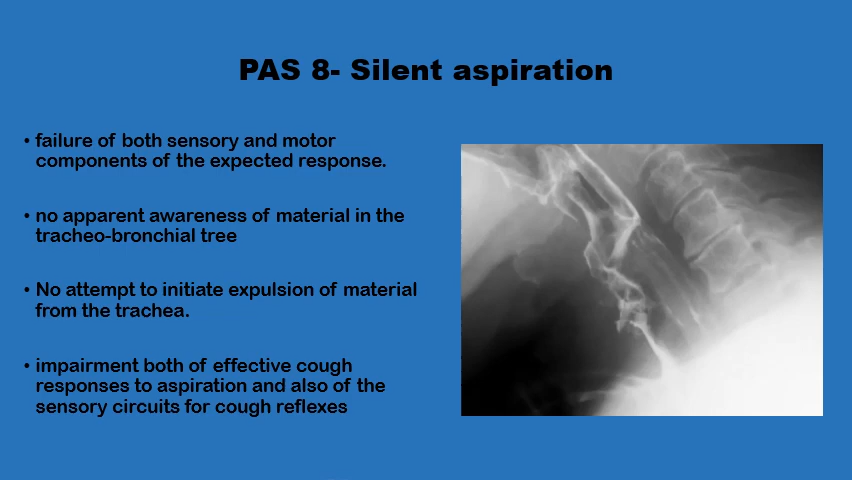 PAS 8- Silent aspiration
• failure of both sensory and motor
components of the expected response.
• no apparent awareness of material in the
tracheo-bronchial tree
• No attempt to initiate expulsion of material
from the trachea.
• impairment both of effective cough
responses to aspiration and also of the
sensory circuits for cough reflexes